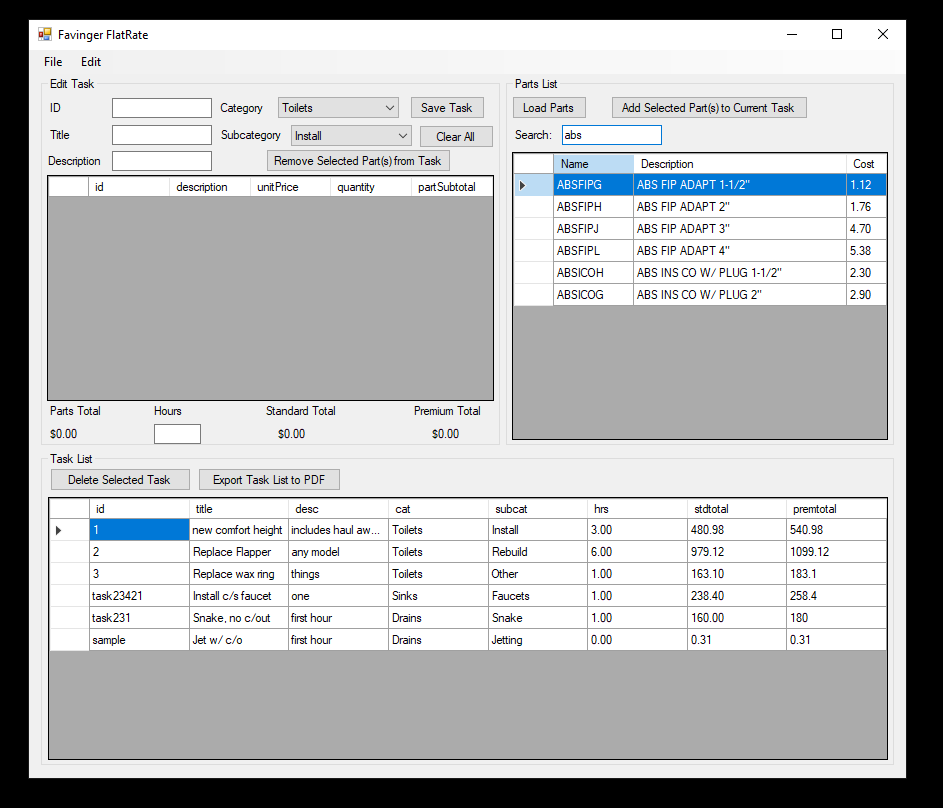 Favinger FlatRate
File Edit
Edit Task
ID Category Toilets Save Task
Title Subcategory Install Clear All
Description Remove Selected Part(s) from Task
id description unitPrice quantity partSubtotal
Parts Total Hours Standard Total Premium Total
$0.00 $0.00 $0.00
Parts List
Load Parts Add Selected Part(s) to Current Task
Search: abs
Name Description Cost
ABSFIPG ABS FIP ADAPT 1-1/2" 1.12
ABSFIPH ABS FIP ADAPT 2" 1.76
ABSFIPJ ABS FIP ADAPT 3" 4.70
ABSFIPL ABS FIP ADAPT 4" 5.38
ABSICOH ABS INS CO W/ PLUG 1-1/2" 2.30
ABSICOG ABS INS CO W/ PLUG 2" 2.90
Task List
Delete Selected Task Export Task List to PDF
id title desc cat subcat hrs stdtotal premtotal
1 new comfort height includes haul aw... Toilets Install 3.00 480.98 540.98
2 Replace Flapper any model Toilets Rebuild 6.00 979.12 1099.12
3 Replace wax ring things Toilets Other 1.00 163.10 183.1
task23421 Install c/s faucet one Sinks Faucets 1.00 238.40 258.4
task231 Snake, no c/out first hour Drains Snake 1.00 160.00 180
sample Jet w/ c/o first hour Drains Jetting 0.00 0.31 0.31